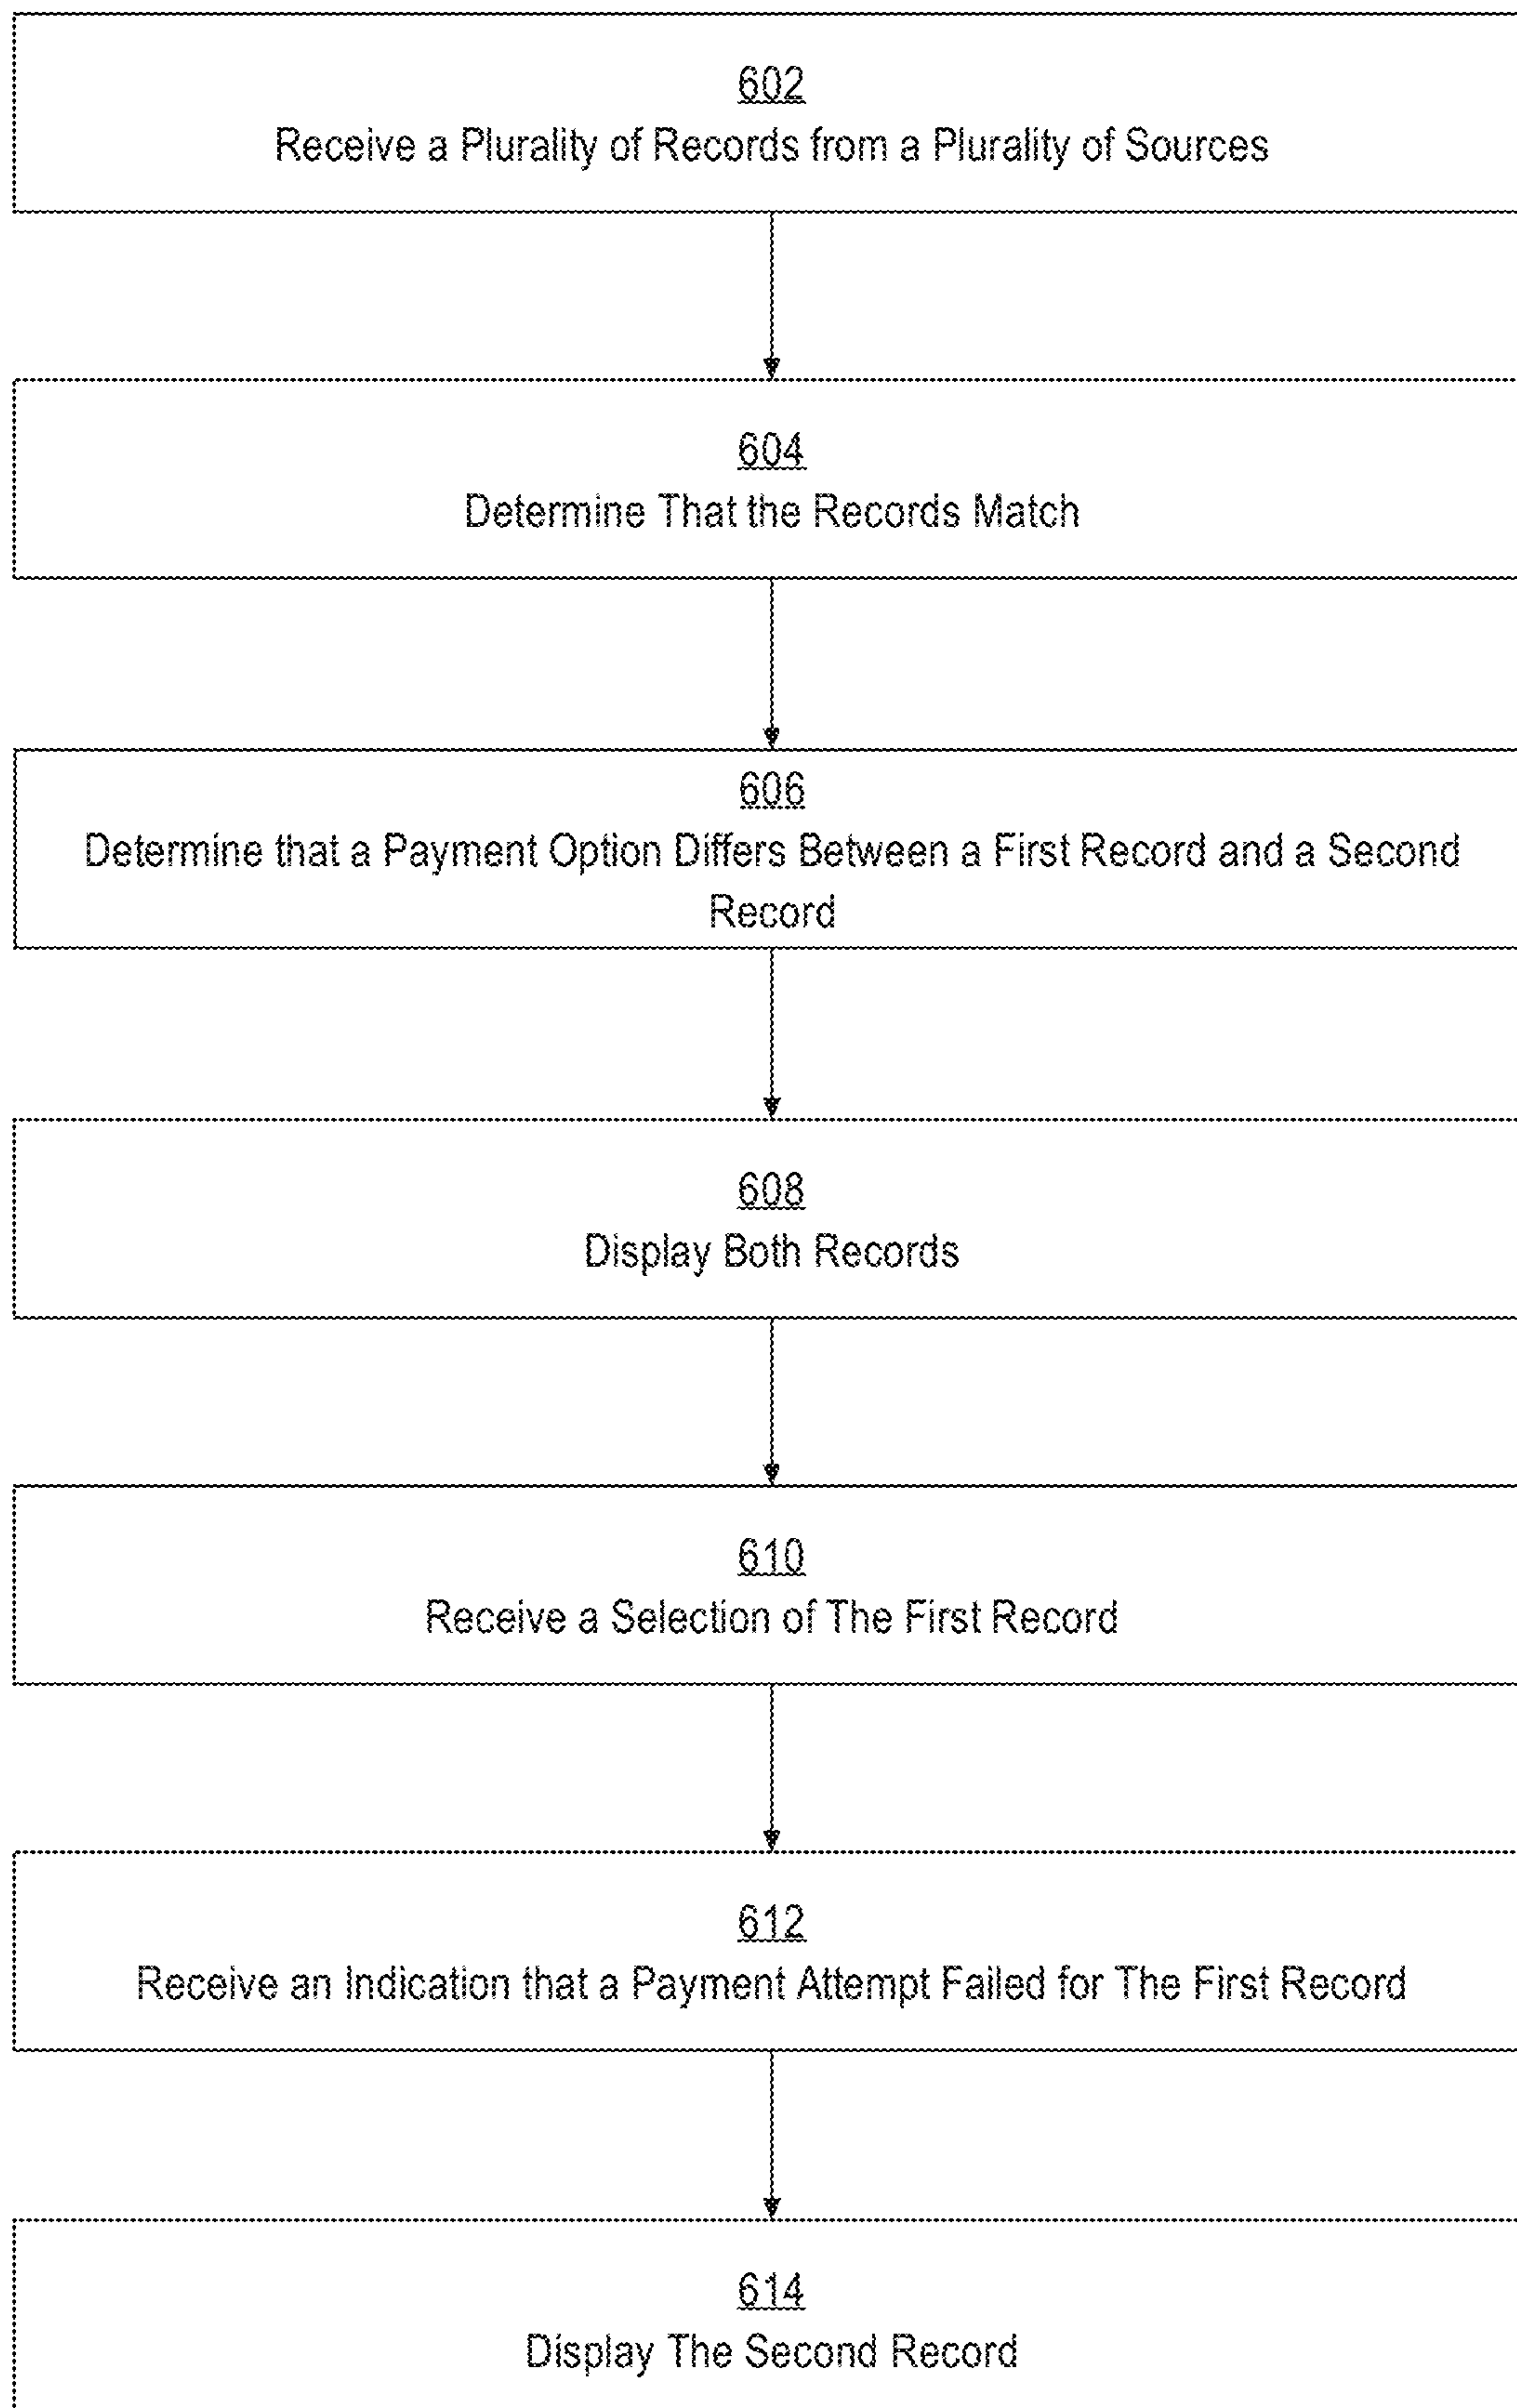 602
Receive a Plurality of Records from a Plurality of Sources
604
Determine That the Records Match
606
Determine that a Payment Option Differs Between a First Record and a Second
Record
608
Display Both Records
610
Receive a Selection of The First Record
612
Receive an Indication that a Payment Attempt Failed for The First Record
614
Display The Second Record